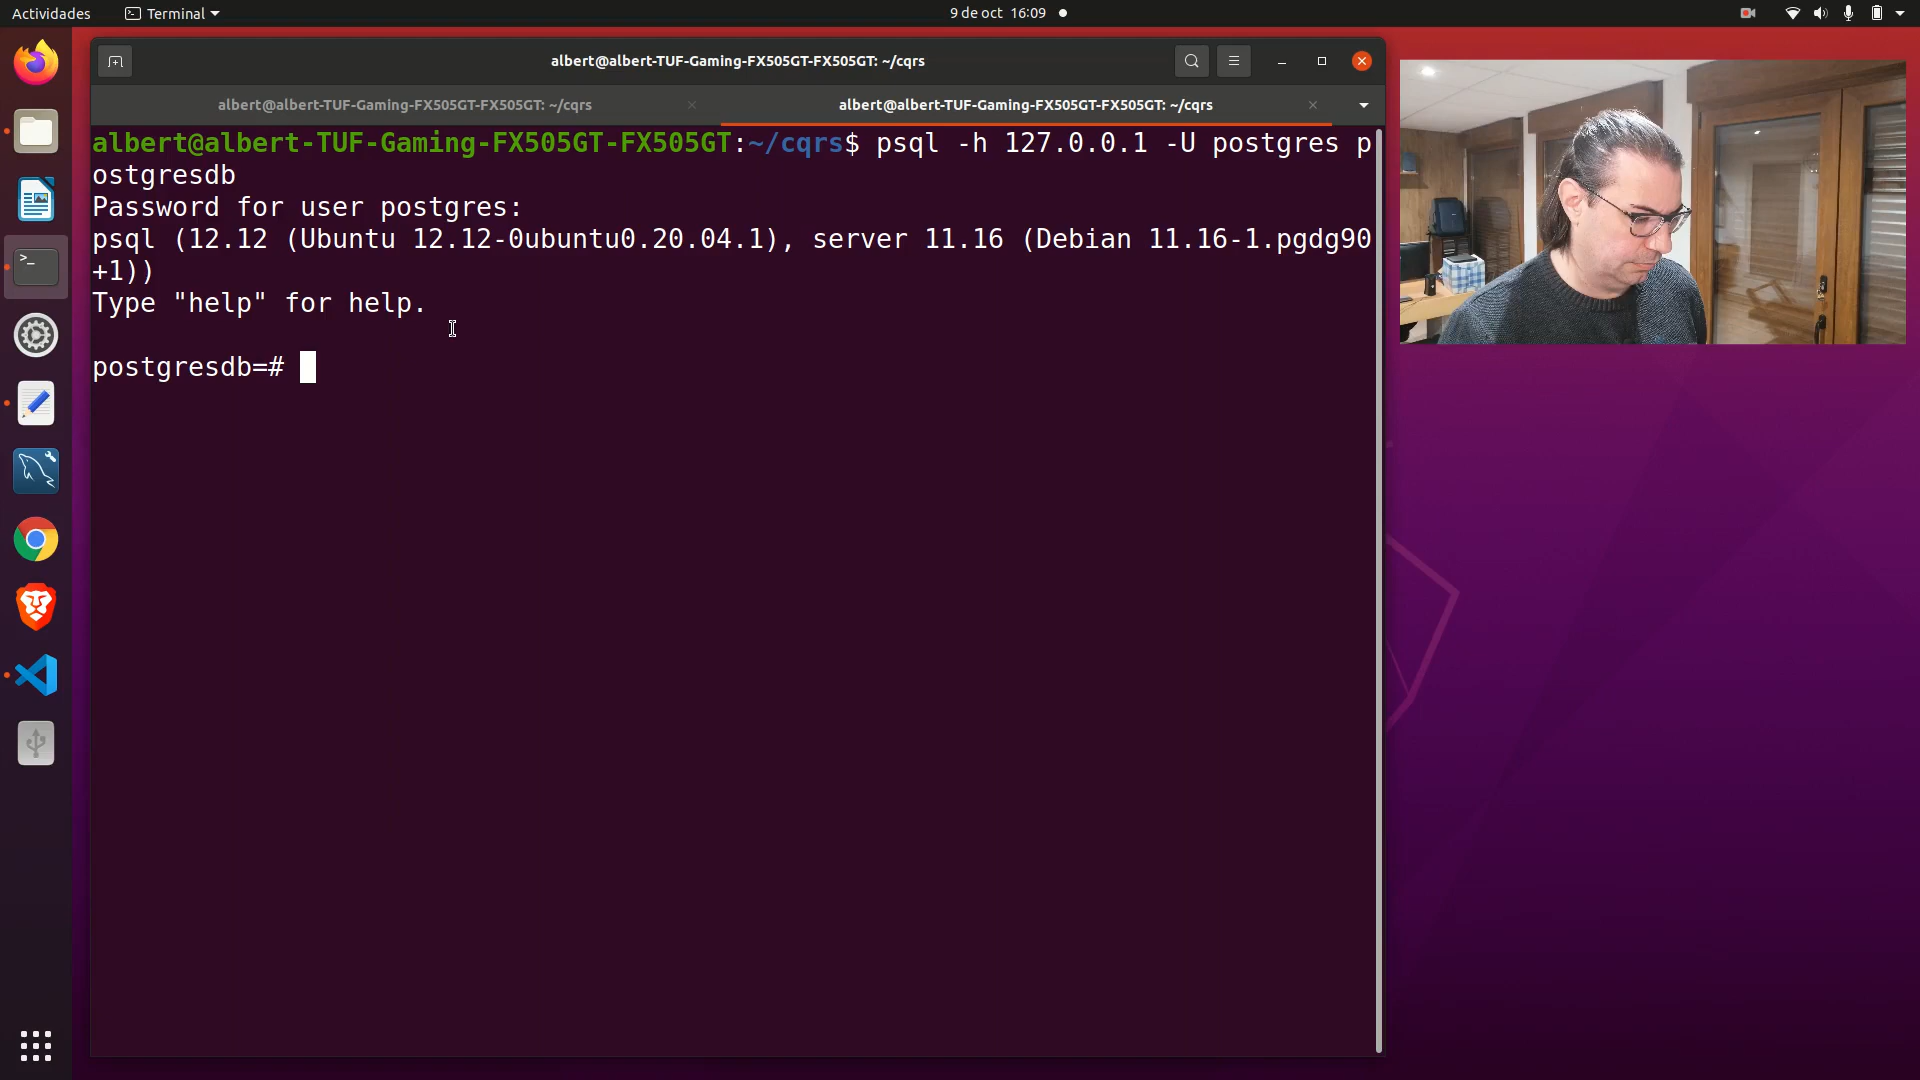 Actividades
Terminal
9 de oct 16:09
albert@albert-TUF-Gaming-FX505GT-FX505GT: ~/cqrs
albert@albert-TUF-Gaming-FX505GT-FX505GT: ~/cqrs
albert@albert-TUF-Gaming-FX505GT-FX505GT: ~/cqrs
albert@albert-TUF-Gaming-FX505GT-FX505GT:~/cqrs$ psql -h 127.0.0.1 -U postgres p
ostgresdb
Password for user postgres:
psql (12.12 (Ubuntu 12.12-0ubuntu0.20.04.1), server 11.16 (Debian 11.16-1.pgdg90
+1))
Type "help" for help.
postgresdb=#